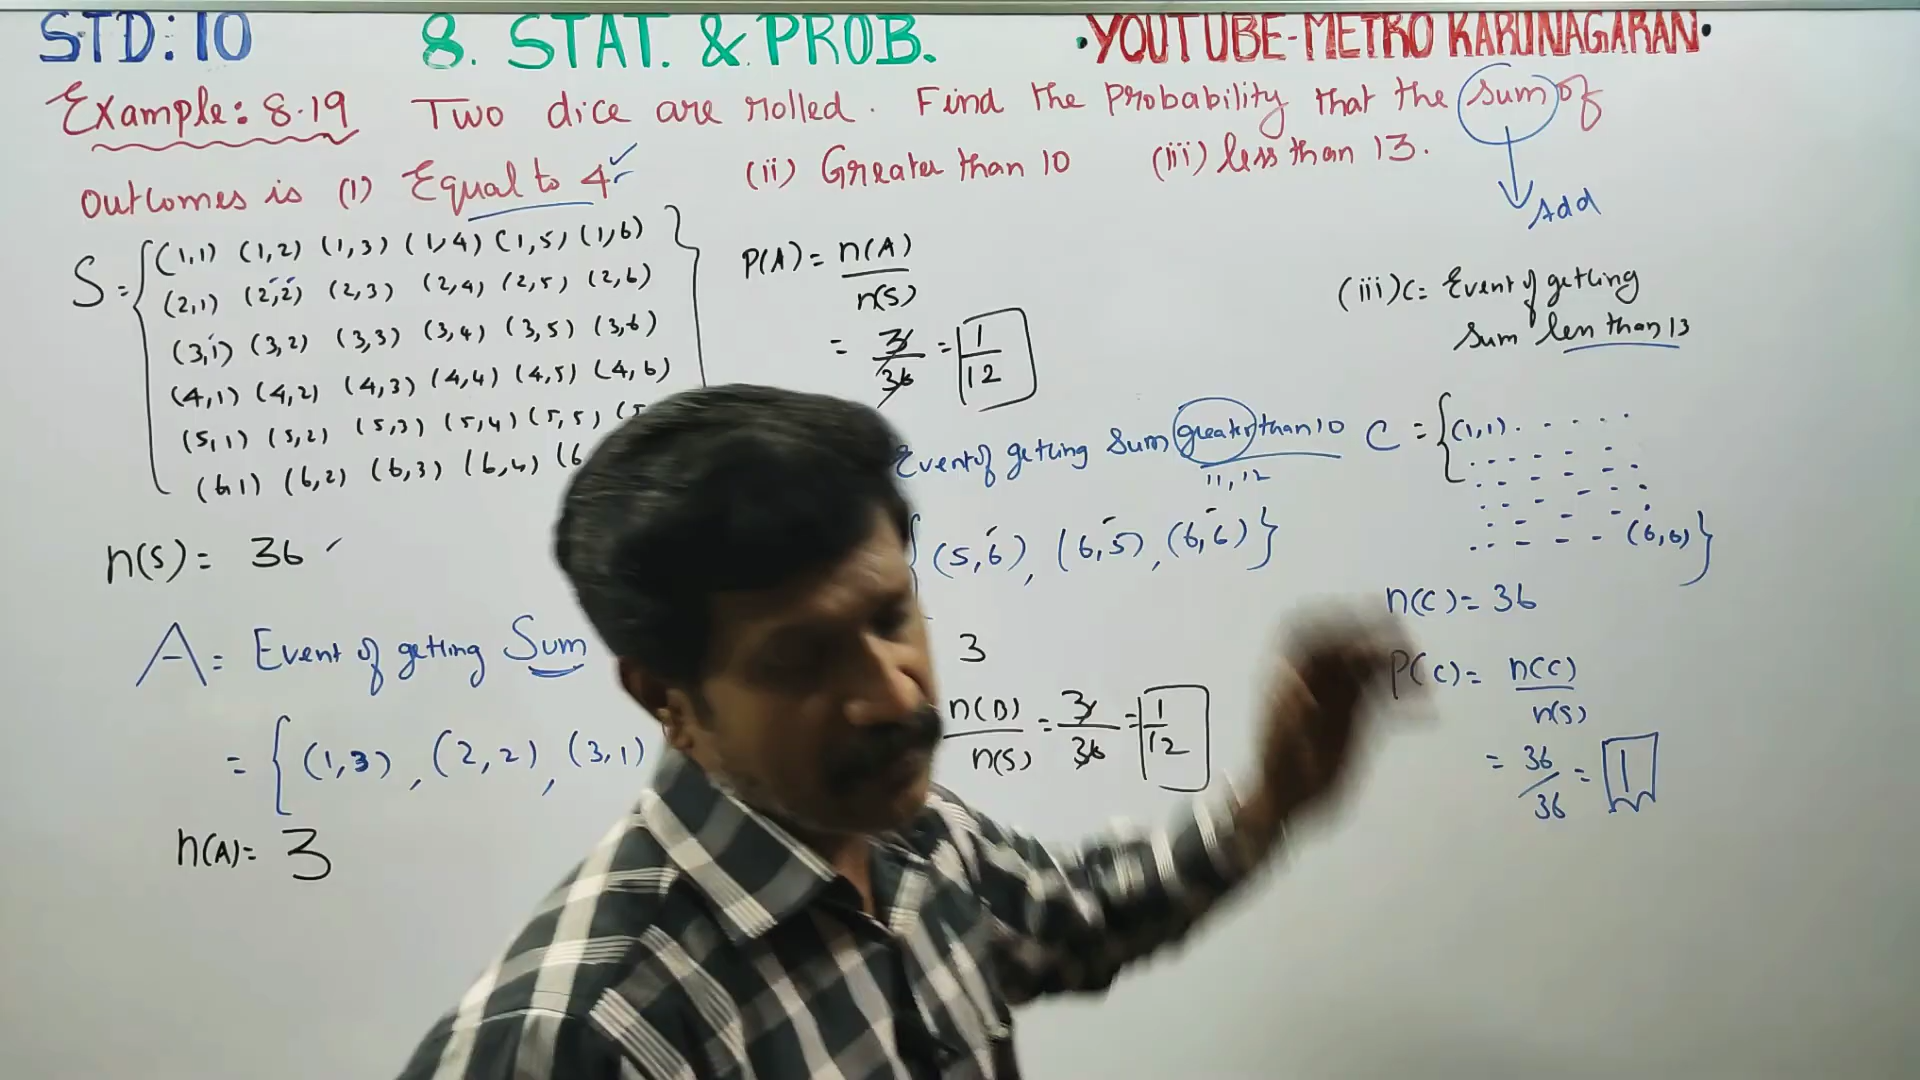 STD: 10 8. STAT. & PROB. •YOUTUBE-METRO KARUNAGARAN•
Example: 8.19 Two dice are rolled. Find the probability that the sum of
outcomes is (i) Equal to 4 (ii) Greater than 10 (iii) less than 13.
Add
S = { (1,1) (1,2) (1,3) (1,4) (1,5) (1,6)
(2,1) (2,2) (2,3) (2,4) (2,5) (2,6)
(3,1) (3,2) (3,3) (3,4) (3,5) (3,6)
(4,1) (4,2) (4,3) (4,4) (4,5) (4,6)
(5,1) (5,2) (5,3) (5,4) (5,5) (5
(6,1) (6,2) (6,3) (6,4) (6
}
n(S) = 36
A = Event of getting Sum
= { (1,3), (2,2), (3,1)
n(A) = 3
P(A) = n(A)
n(S)
= 3/36 = 1/12
Event of getting Sum greater than 10
11, 12
{ (5,6), (6,5), (6,6) }
3
n(B)
n(S)
= 3/36 = 1/12
(iii) C = Event of getting
Sum less than 13
C = { (1,1) . . . .
(6,6) }
n(C) = 36
P(C) = n(C)
n(S)
= 36/36 = 1